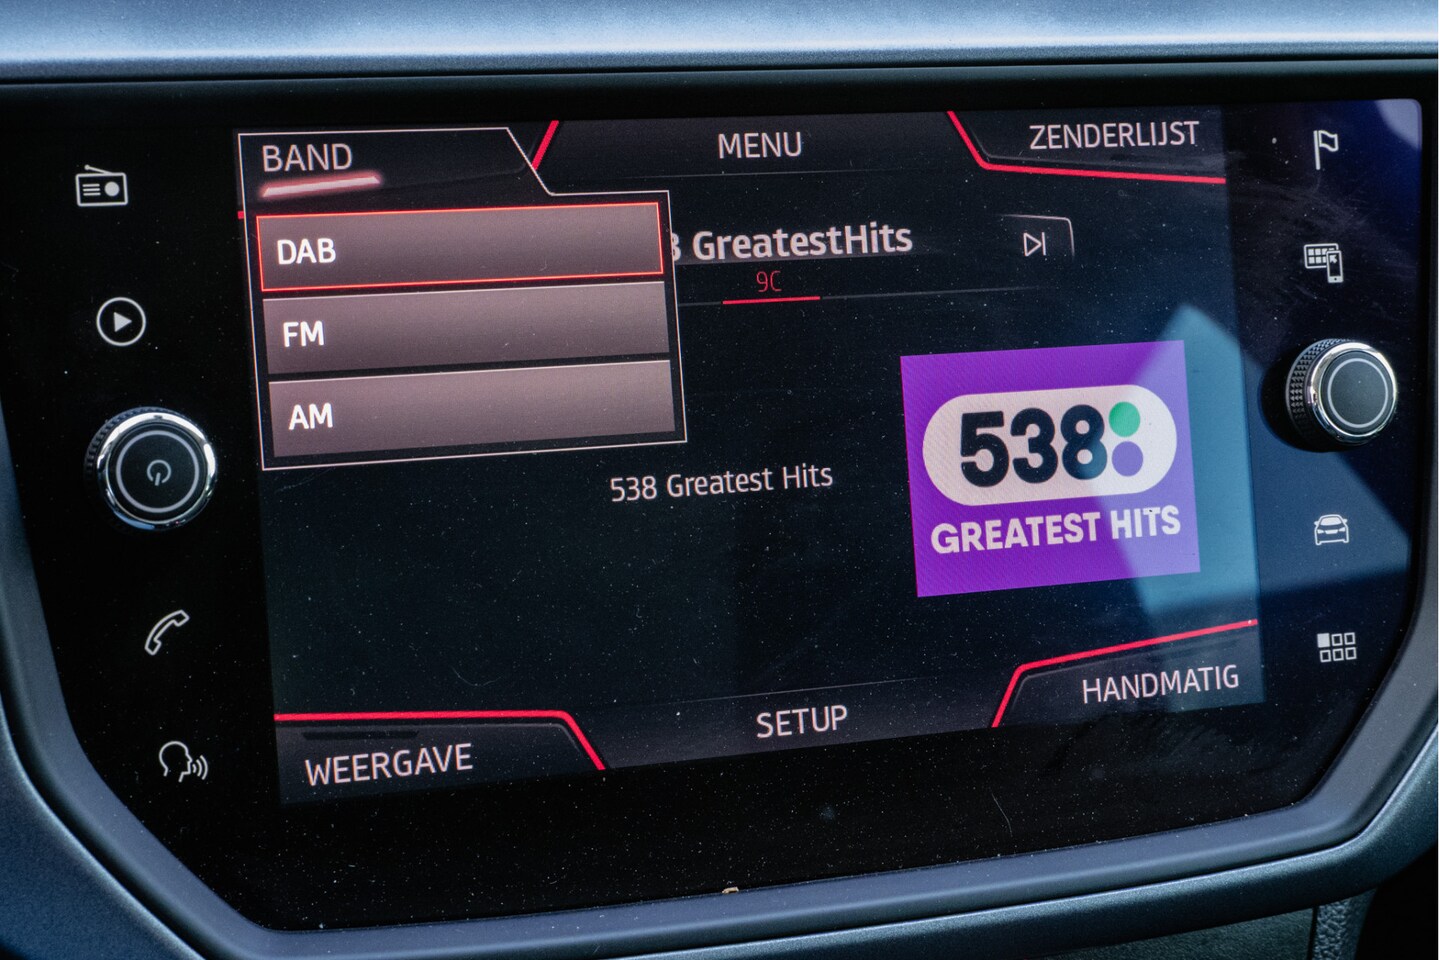 BAND
MENU
ZENDERLIJST
DAB
GreatestHits
9C
FM
AM
538
GREATEST HITS
538 Greatest Hits
WEERGAVE
SETUP
HANDMATIG